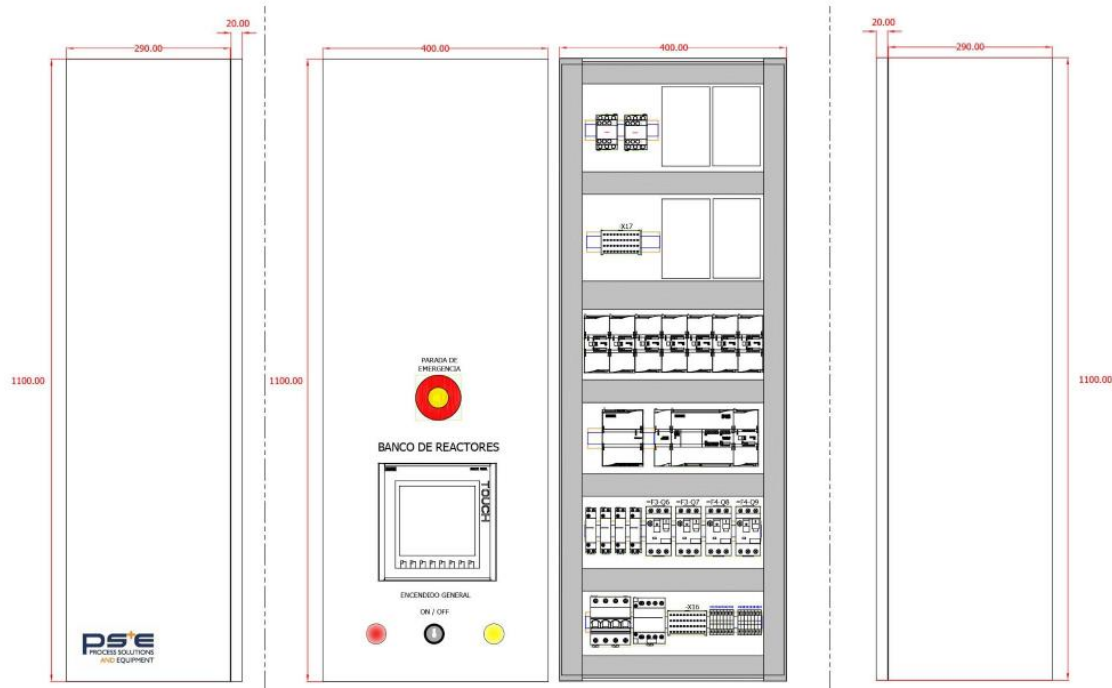 20.00
290.00
1100.00
PS+E
PROCESS SOLUTIONS
AND EQUIPMENT
400.00
1100.00
PARADA DE
EMERGENCIA
BANCO DE REACTORES
TOUCH
ENCENDIDO GENERAL
ON / OFF
400.00
-X17
=F3-Q6 =F3-Q7 =F4-Q8 =F4-Q9
-X16
20.00
290.00
1100.00